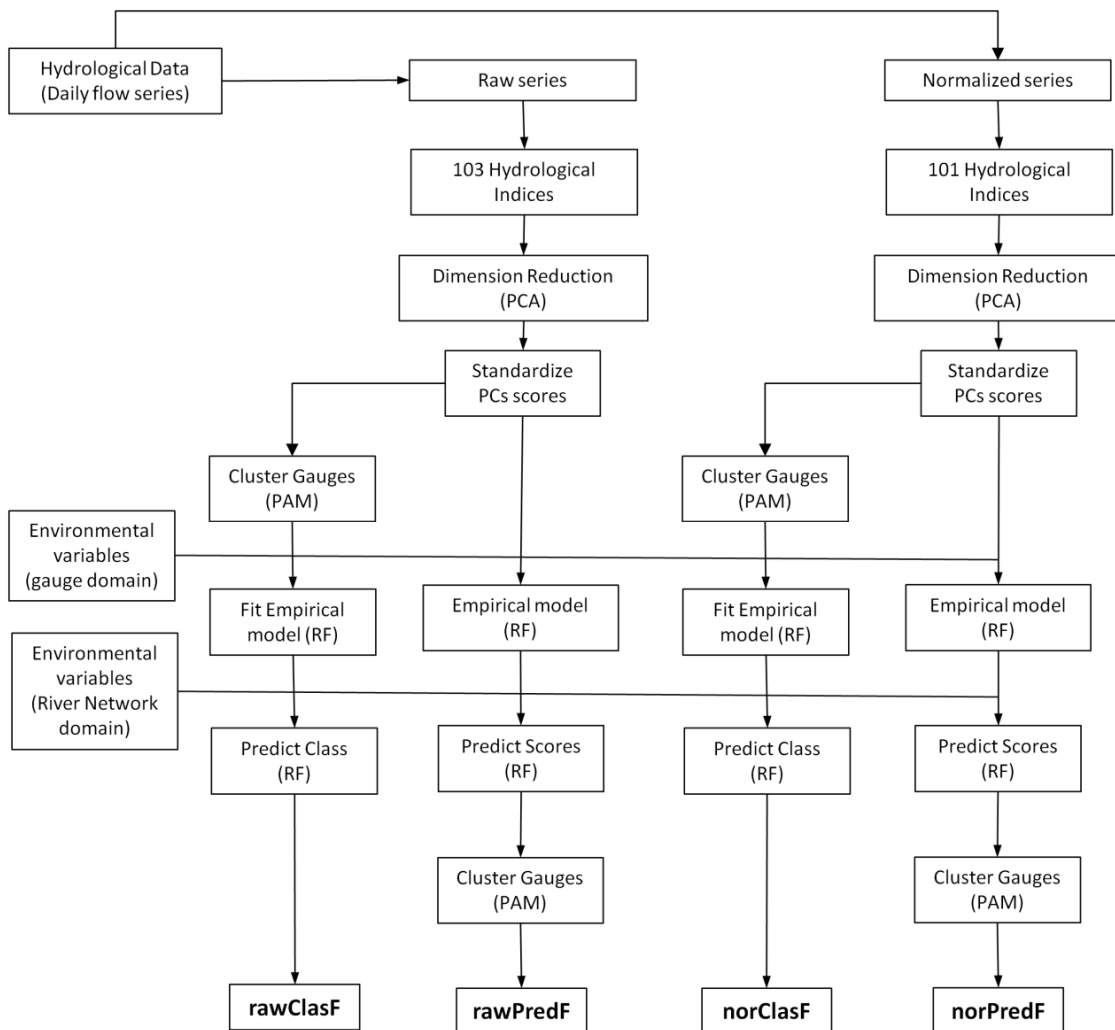 Hydrological Data
(Daily flow series)
Raw series
Normalized series
103 Hydrological
Indices
101 Hydrological
Indices
Dimension Reduction
(PCA)
Dimension Reduction
(PCA)
Standardize
PCs scores
Standardize
PCs scores
Cluster Gauges
(PAM)
Cluster Gauges
(PAM)
Environmental
variables
(gauge domain)
Fit Empirical
model (RF)
Empirical model
(RF)
Fit Empirical
model (RF)
Empirical model
(RF)
Environmental
variables
(River Network
domain)
Predict Class
(RF)
Predict Scores
(RF)
Predict Class
(RF)
Predict Scores
(RF)
Cluster Gauges
(PAM)
Cluster Gauges
(PAM)
rawClasF
rawPredF
norClasF
norPredF